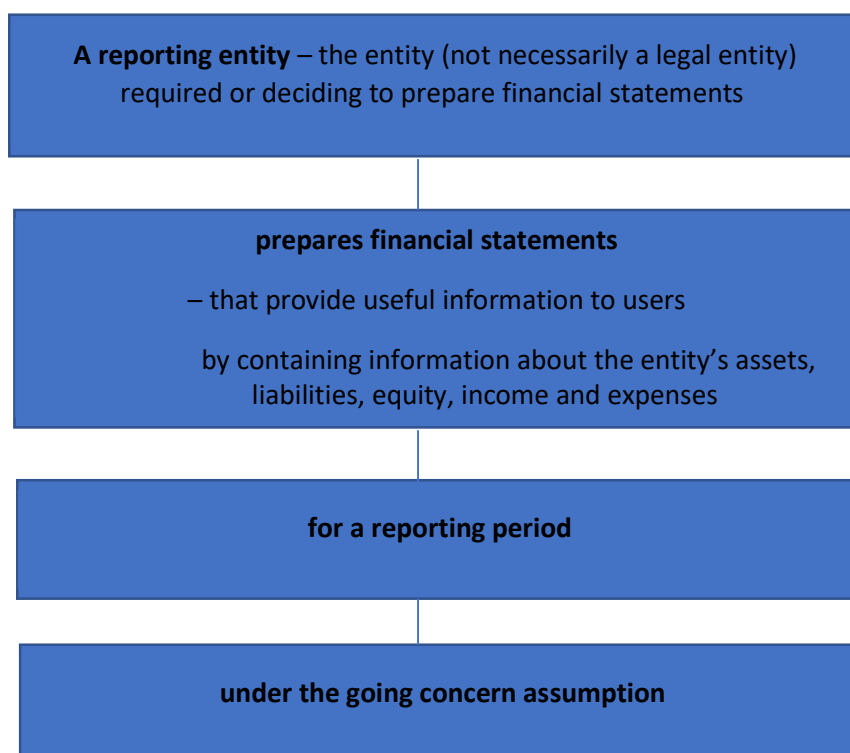 A reporting entity – the entity (not necessarily a legal entity)
required or deciding to prepare financial statements
prepares financial statements
– that provide useful information to users
by containing information about the entity’s assets,
liabilities, equity, income and expenses
for a reporting period
under the going concern assumption